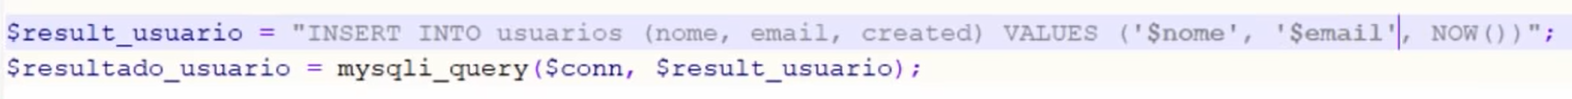 $result_usuario = "INSERT INTO usuarios (nome, email, created) VALUES ('$nome', '$email', NOW())";
$resultado_usuario = mysqli_query($conn, $result_usuario);